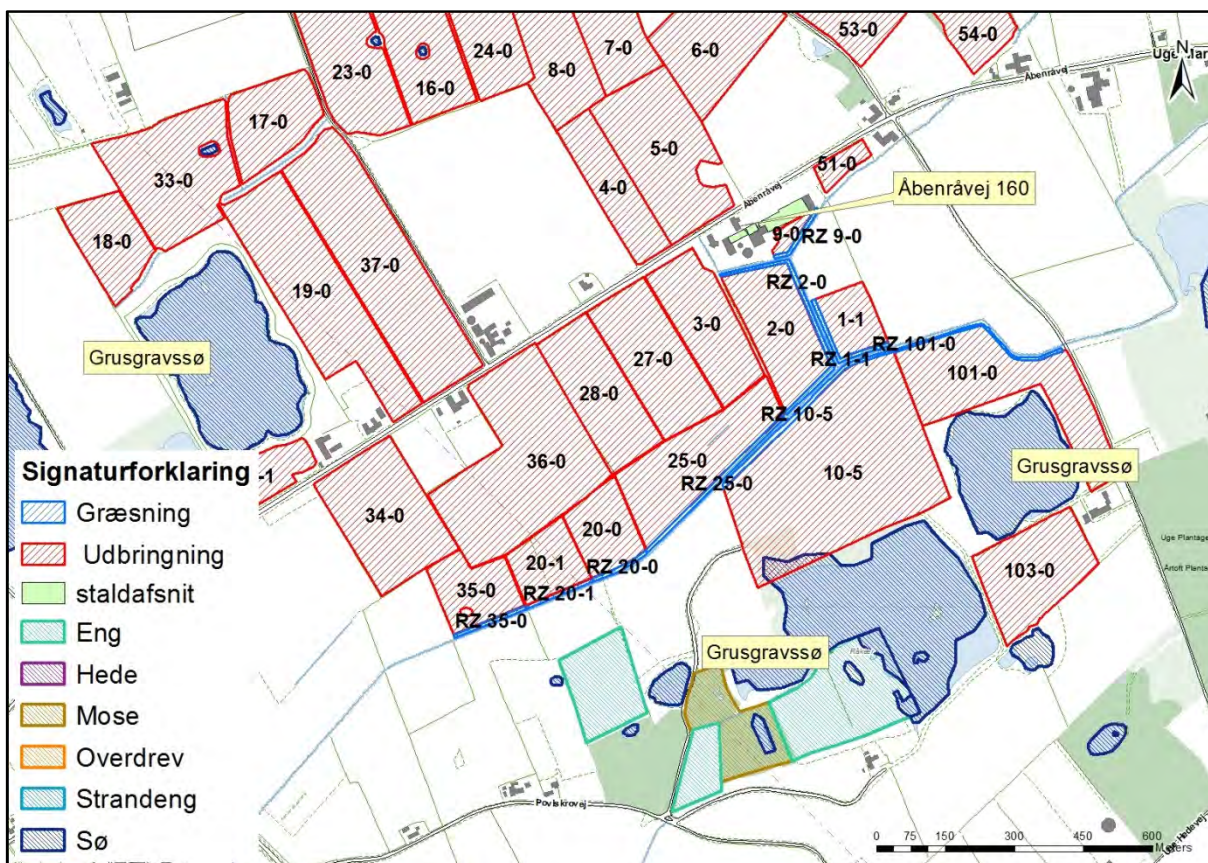 53-0
54-0
6-0
7-0
24-0
8-0
23-0
16-0
N
Åbenråvej
17-0
33-0
5-0
51-0
4-0
Åbenråvej
Åbenråvej 160
18-0
9-0
RZ 9-0
37-0
19-0
RZ 2-0
3-0
2-0
1-1
27-0
RZ 101-0
RZ 1-1
Grusgravssø
101-0
28-0
RZ 10-5
36-0
25-0
10-5
Grusgravssø
RZ 25-0
34-0
20-0
Uge Plantage
20-1
RZ 20-0
35-0
RZ 20-1
103-0
RZ 35-0
Grusgravssø
Signaturforklaring
Græsning
Udbringning
staldafsnit
Eng
Hede
Mose
Overdrev
Strandeng
Sø
Povlskrovej
0 75 150 300 450 600
Meters